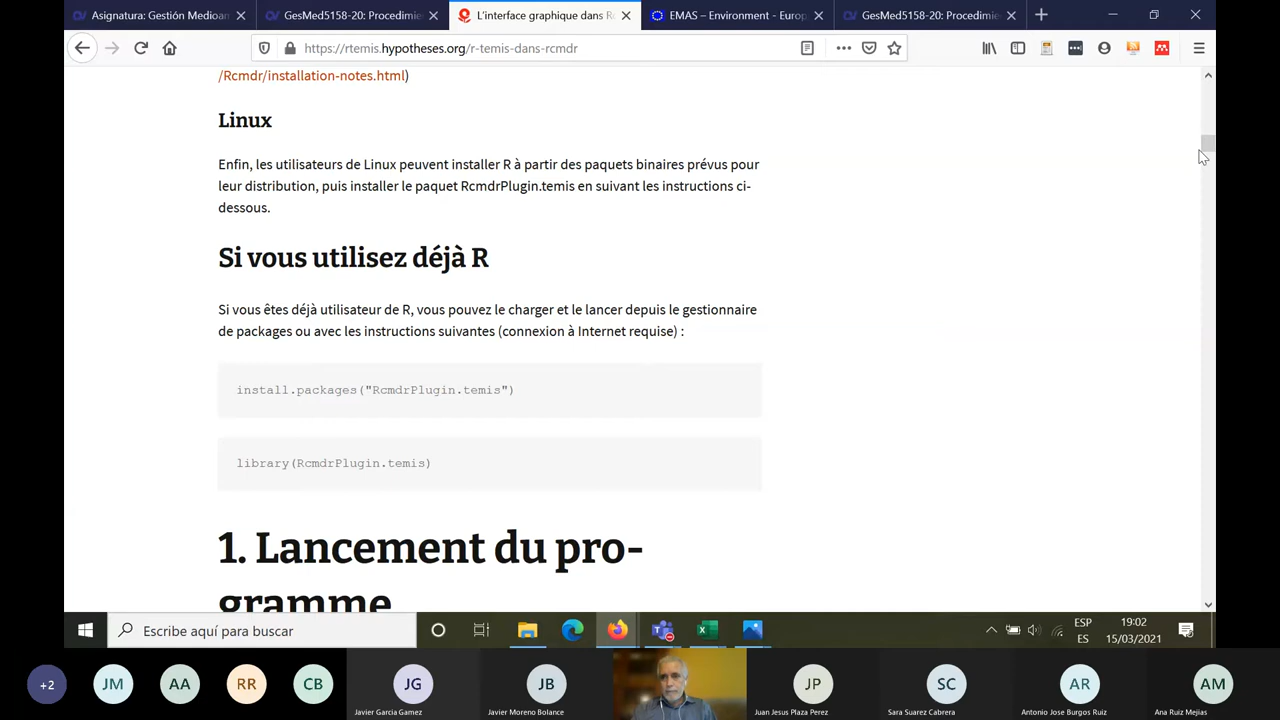 Asignatura: Gestión Medioam
GesMed5158-20: Procedimie
L'interface graphique dans R
EMAS – Environment - Europ
GesMed5158-20: Procedimie
https://rtemis.hypotheses.org/r-temis-dans-rcmdr
/Rcmdr/installation-notes.html)
Linux
Enfin, les utilisateurs de Linux peuvent installer R à partir des paquets binaires prévus pour
leur distribution, puis installer le paquet RcmdrPlugin.temis en suivant les instructions ci-
dessous.
Si vous utilisez déjà R
Si vous êtes déjà utilisateur de R, vous pouvez le charger et le lancer depuis le gestionnaire
de packages ou avec les instructions suivantes (connexion à Internet requise) :
install.packages("RcmdrPlugin.temis")
library(RcmdrPlugin.temis)
1. Lancement du pro-
gramme
Escribe aquí para buscar
ESP
ES
19:02
15/03/2021
+2
JM
AA
RR
CB
JG
Javier Garcia Gamez
JB
Javier Moreno Bolance
JP
Juan Jesus Plaza Perez
SC
Sara Suarez Cabrera
AR
Antonio Jose Burgos Ruiz
AM
Ana Ruiz Mejias